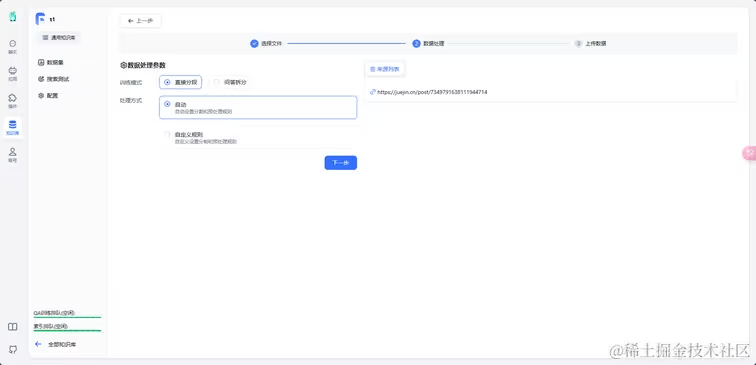 t1
通用知识库
数据集
搜索测试
配置
聊天
应用
插件
知识库
账号
QA训练排队(空闲)
索引排队(空闲)
全部知识库
上一步
选择文件
2 数据处理
3 上传数据
数据处理参数
训练模式
直接分段
问答拆分
处理方式
自动
自动设置分割和预处理规则
自定义规则
自定义设置分割和预处理规则
下一步
来源列表
https://juejin.cn/post/7349791638111944714
@稀土掘金技术社区